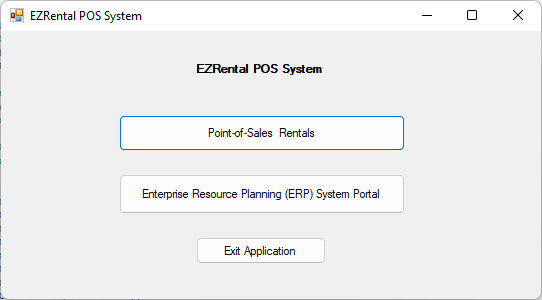 EZRental POS System
EZRental POS System
Point-of-Sales Rentals
Enterprise Resource Planning (ERP) System Portal
Exit Application